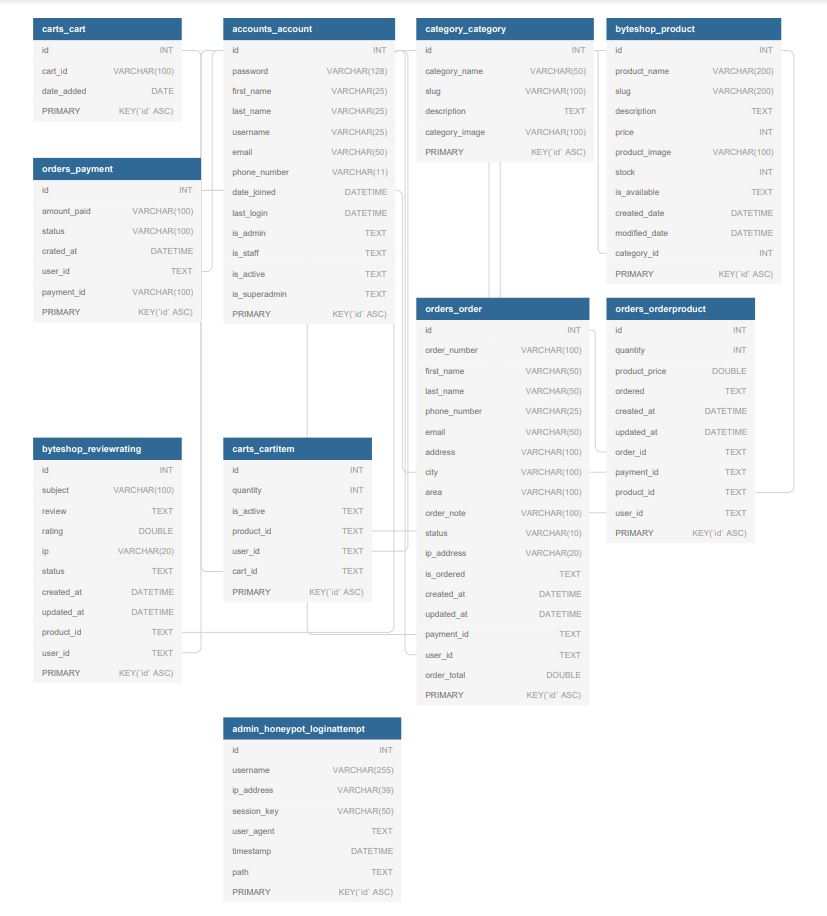 carts_cart
id INT
cart_id VARCHAR(100)
date_added DATE
PRIMARY KEY(`id` ASC)
accounts_account
id INT
password VARCHAR(128)
first_name VARCHAR(25)
last_name VARCHAR(25)
username VARCHAR(25)
email VARCHAR(50)
phone_number VARCHAR(11)
date_joined DATETIME
last_login DATETIME
is_admin TEXT
is_staff TEXT
is_active TEXT
is_superadmin TEXT
PRIMARY KEY(`id` ASC)
category_category
id INT
category_name VARCHAR(50)
slug VARCHAR(100)
description TEXT
category_image VARCHAR(100)
PRIMARY KEY(`id` ASC)
byteshop_product
id INT
product_name VARCHAR(200)
slug VARCHAR(200)
description TEXT
price INT
product_image VARCHAR(100)
stock INT
is_available TEXT
created_date DATETIME
modified_date DATETIME
category_id INT
PRIMARY KEY(`id` ASC)
orders_payment
id INT
amount_paid VARCHAR(100)
status VARCHAR(100)
crated_at DATETIME
user_id TEXT
payment_id VARCHAR(100)
PRIMARY KEY(`id` ASC)
orders_order
id INT
order_number VARCHAR(100)
first_name VARCHAR(50)
last_name VARCHAR(50)
phone_number VARCHAR(25)
email VARCHAR(50)
address VARCHAR(100)
city VARCHAR(100)
area VARCHAR(100)
order_note VARCHAR(100)
status VARCHAR(10)
ip_address VARCHAR(20)
is_ordered TEXT
created_at DATETIME
updated_at DATETIME
payment_id TEXT
user_id TEXT
order_total DOUBLE
PRIMARY KEY(`id` ASC)
orders_orderproduct
id INT
quantity INT
product_price DOUBLE
ordered TEXT
created_at DATETIME
updated_at DATETIME
order_id TEXT
payment_id TEXT
product_id TEXT
user_id TEXT
PRIMARY KEY(`id` ASC)
byteshop_reviewrating
id INT
subject VARCHAR(100)
review TEXT
rating DOUBLE
ip VARCHAR(20)
status TEXT
created_at DATETIME
updated_at DATETIME
product_id TEXT
user_id TEXT
PRIMARY KEY(`id` ASC)
carts_cartitem
id INT
quantity INT
is_active TEXT
product_id TEXT
user_id TEXT
cart_id TEXT
PRIMARY KEY(`id` ASC)
admin_honeypot_loginattempt
id INT
username VARCHAR(255)
ip_address VARCHAR(39)
session_key VARCHAR(50)
user_agent TEXT
timestamp DATETIME
path TEXT
PRIMARY KEY(`id` ASC)